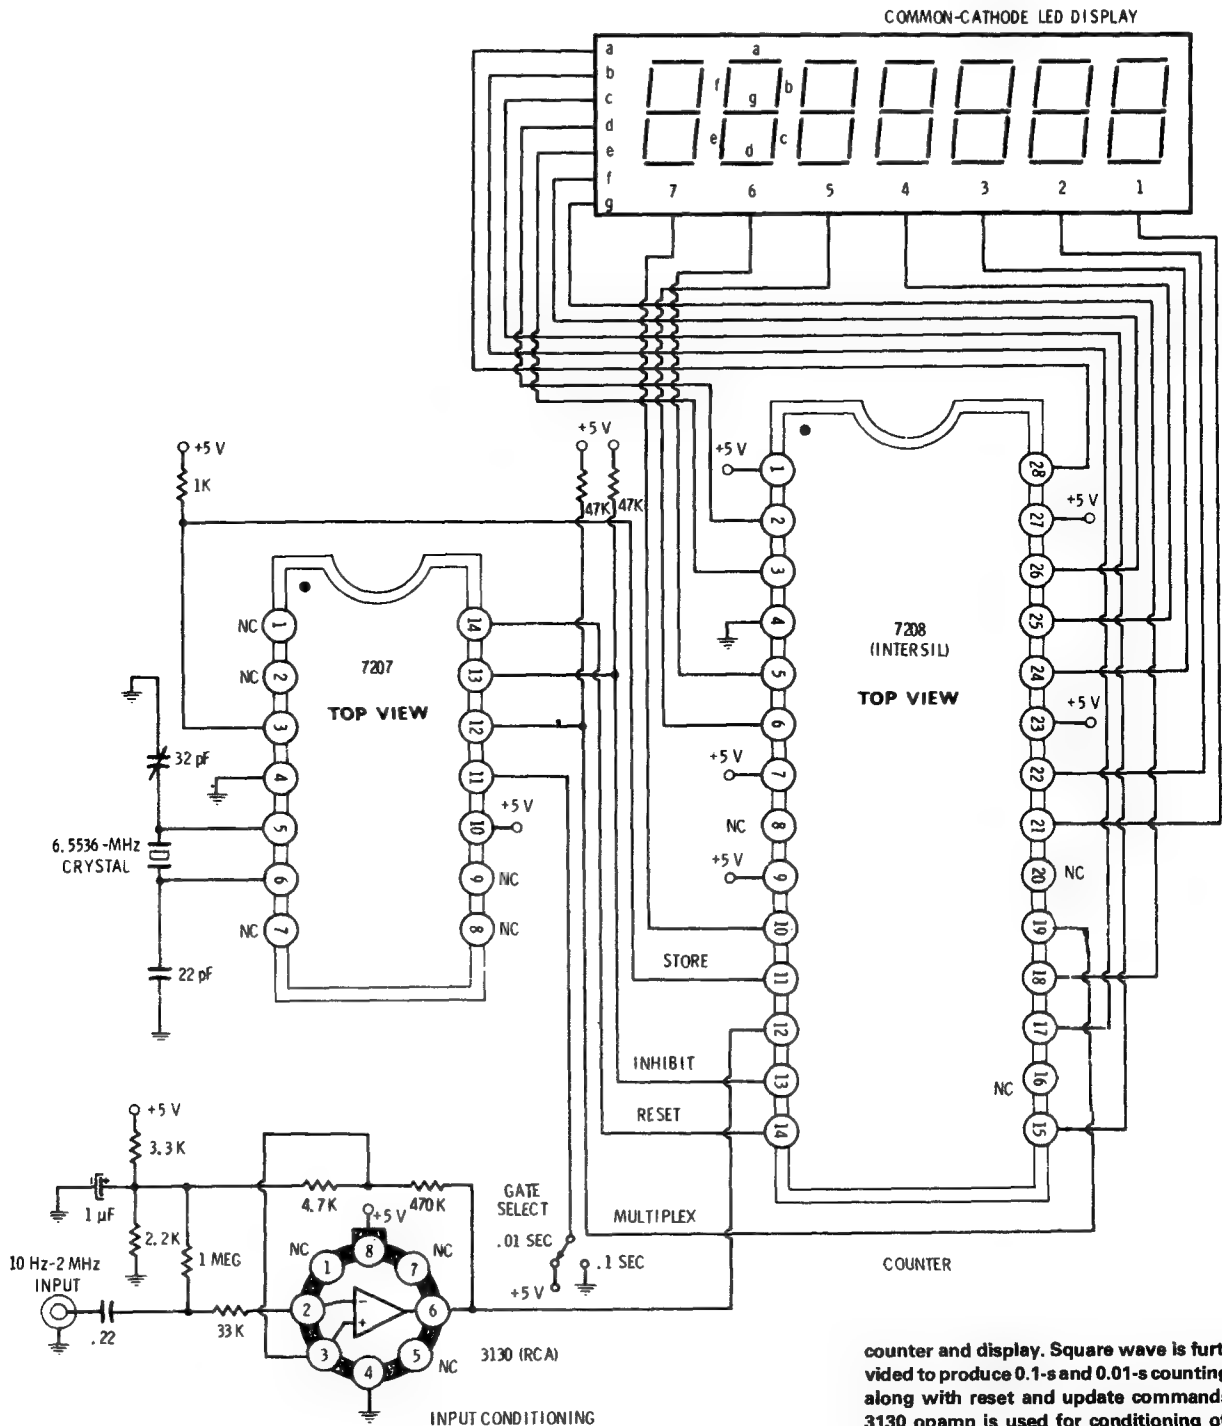 COMMON-CATHODE LED DISPLAY
a
b
c
d
e
f
g
a
f
b
g
e
c
d
7
6
5
4
3
2
1
+5 V
1K
+5 V
47K
47K
+5 V
1
2
3
4
5
6
+5 V
7
NC
8
+5 V
9
10
STORE
11
12
INHIBIT
13
RESET
14
7208
(INTERSIL)
TOP VIEW
28
+5 V
27
26
25
24
+5 V
23
22
21
20
NC
19
18
17
NC
16
15
NC
1
NC
2
3
4
5
6
NC
7
7207
TOP VIEW
14
13
12
11
+5 V
10
9
NC
8
NC
32 pF
6.5536-MHz
CRYSTAL
22 pF
+5 V
3.3K
1 µF
2.2K
1 MEG
4.7K
470K
10 Hz-2 MHz
INPUT
.22
33K
+5 V
NC
1
8
7
NC
2
-
+
6
3
4
5
NC
3130 (RCA)
INPUT CONDITIONING
GATE
SELECT
.01 SEC
.1 SEC
+5 V
MULTIPLEX
COUNTER
counter and display. Square wave is furt
vided to produce 0.1-s and 0.01-s counting
along with reset and update commands
3130 opamp is used for conditioning of